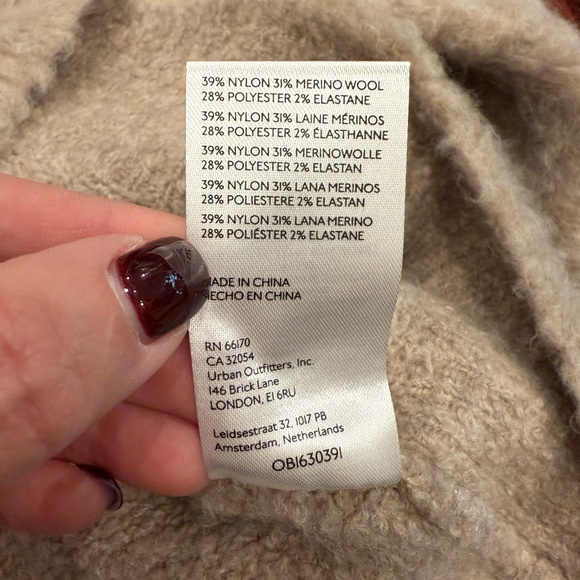 39% NYLON 31% MERINO WOOL
28% POLYESTER 2% ELASTANE
39% NYLON 31% LAINE MÉRINOS
28% POLYESTER 2% ÉLASTHANNE
39% NYLON 31% MERINOWOLLE
28% POLYESTER 2% ELASTAN
39% NYLON 31% LANA MERINOS
28% POLIESTERE 2% ELASTAN
39% NYLON 31% LANA MERINO
28% POLIÉSTER 2% ELASTANE
MADE IN CHINA
HECHO EN CHINA
RN 66170
CA 32054
Urban Outfitters, Inc.
146 Brick Lane
LONDON, E1 6RU
Leidsestraat 32, 1017 PB
Amsterdam, Netherlands
OB1630391